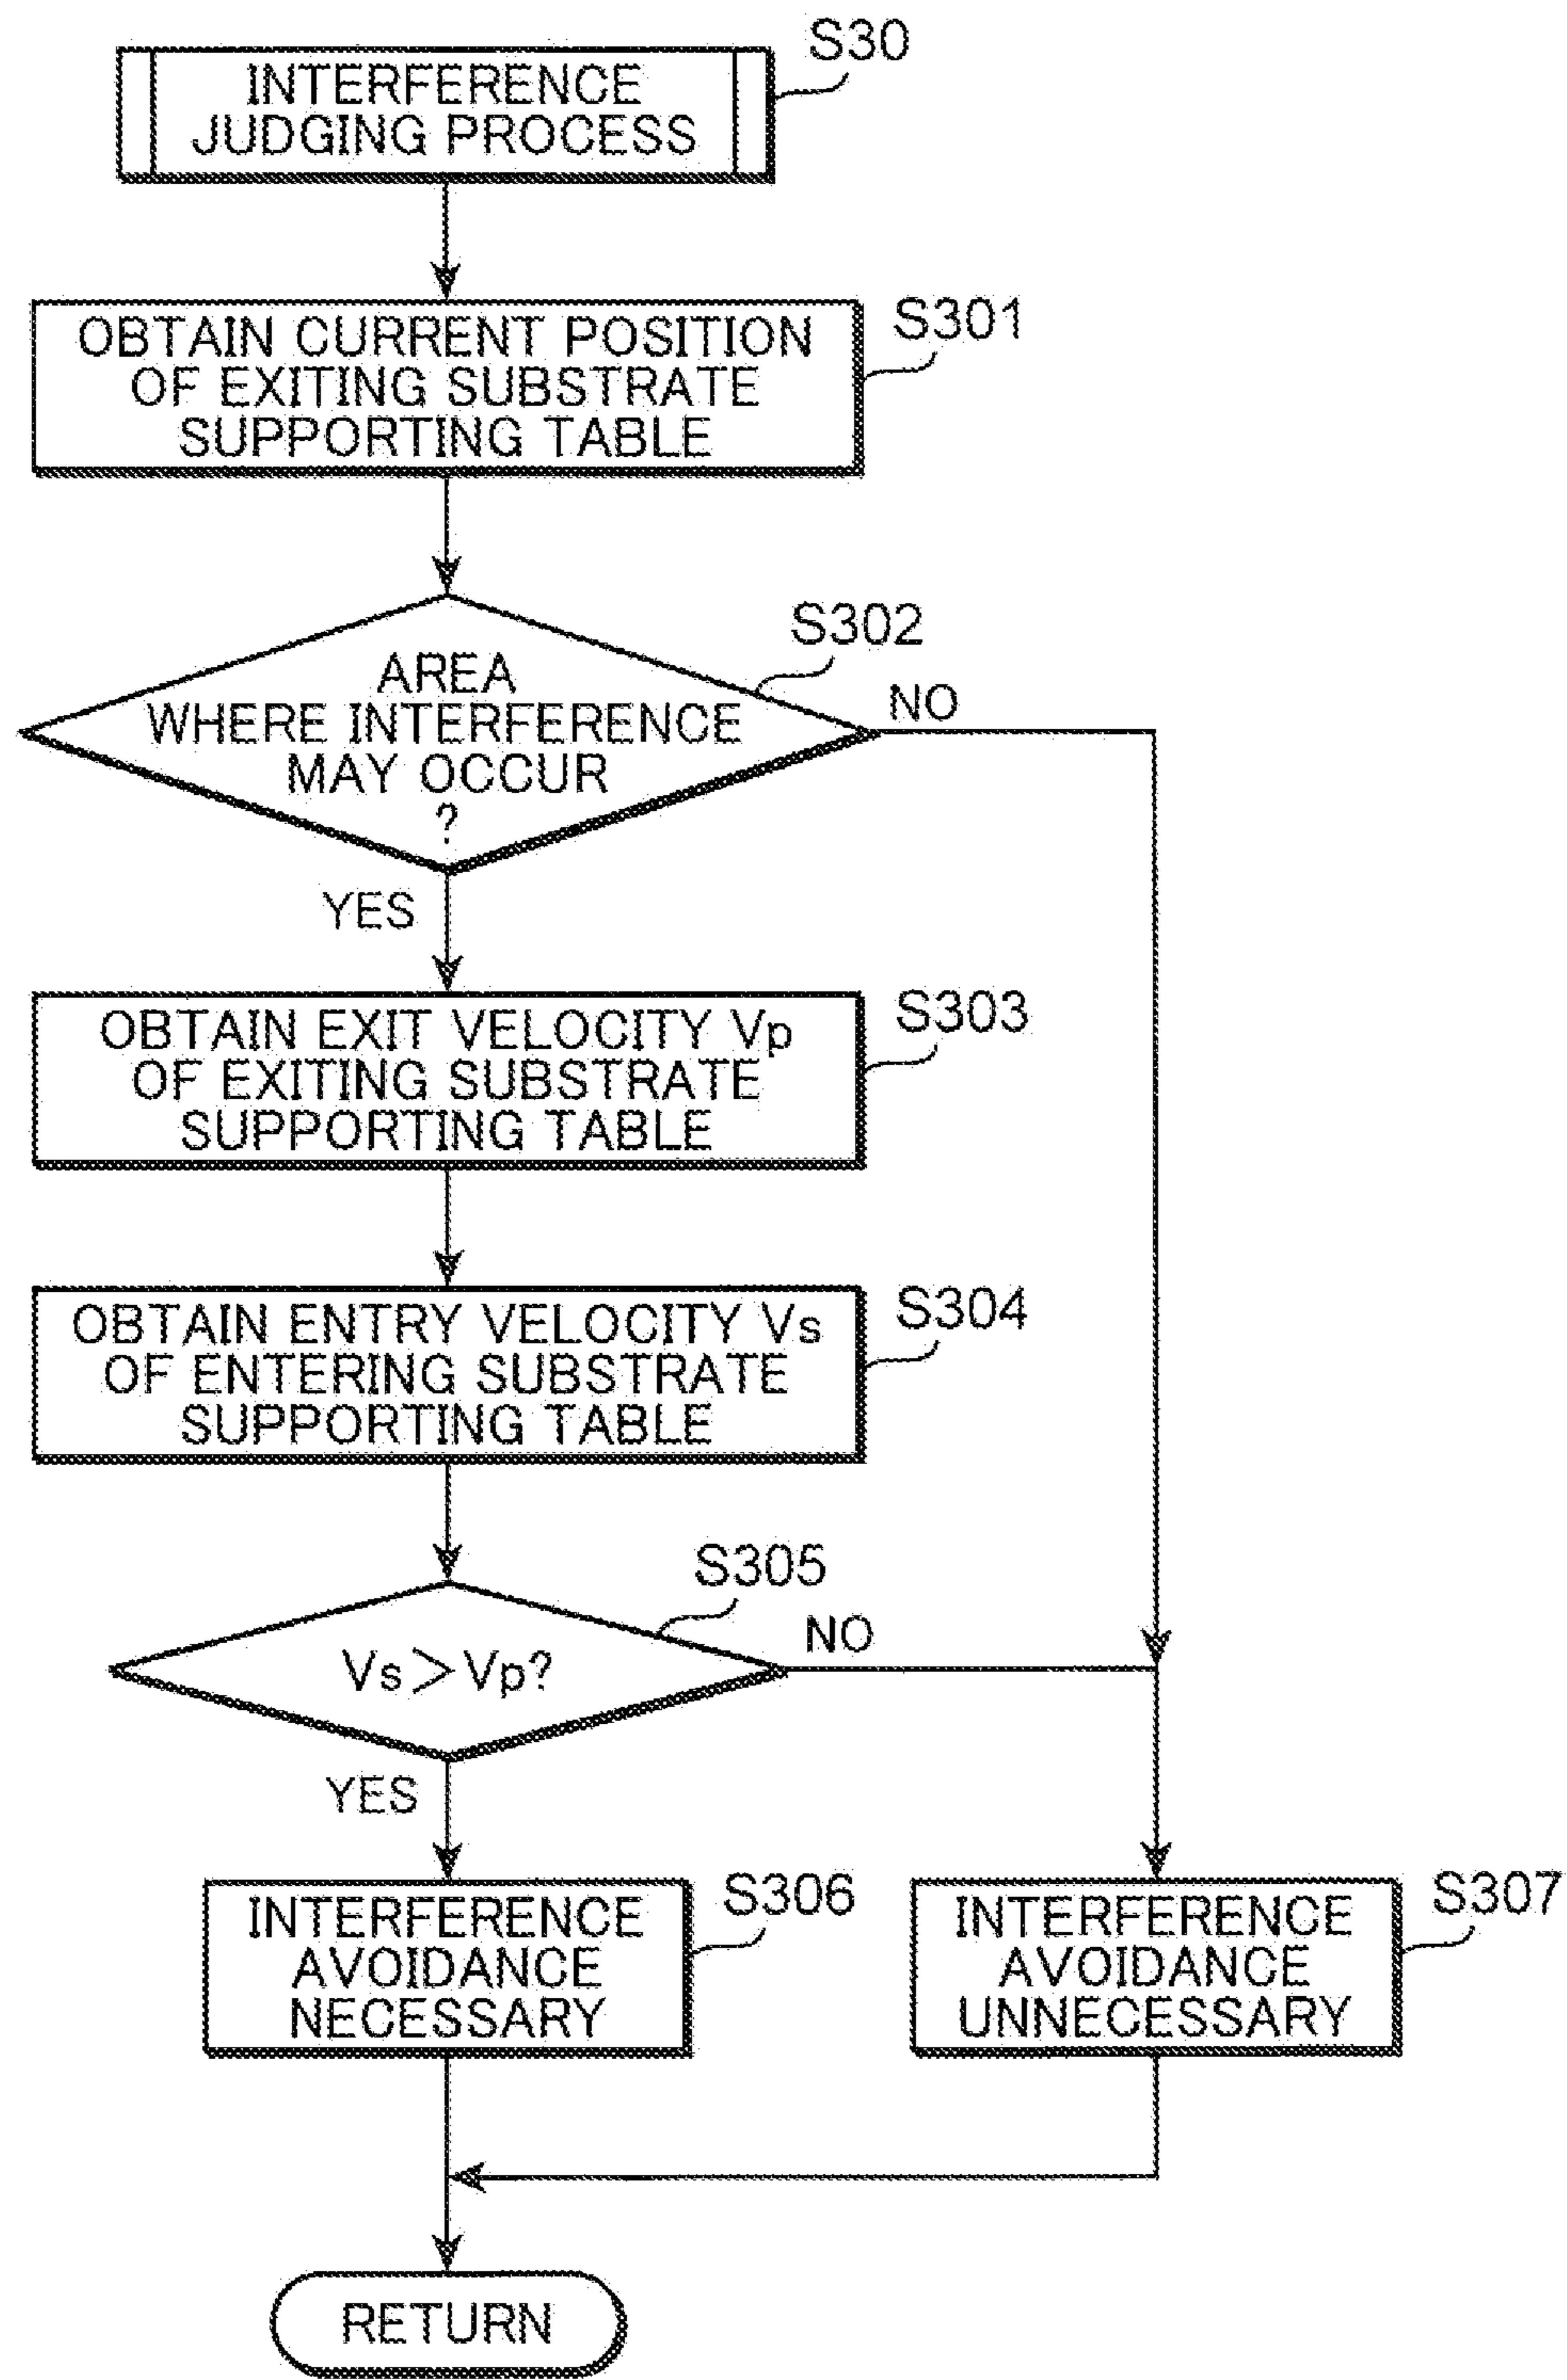 S30
INTERFERENCE
JUDGING PROCESS
S301
OBTAIN CURRENT POSITION
OF EXITING SUBSTRATE
SUPPORTING TABLE
S302
AREA
WHERE INTERFERENCE
MAY OCCUR
?
NO
YES
S303
OBTAIN EXIT VELOCITY Vp
OF EXITING SUBSTRATE
SUPPORTING TABLE
S304
OBTAIN ENTRY VELOCITY Vs
OF ENTERING SUBSTRATE
SUPPORTING TABLE
S305
Vs＞Vp?
NO
YES
S306
INTERFERENCE
AVOIDANCE
NECESSARY
S307
INTERFERENCE
AVOIDANCE
UNNECESSARY
RETURN